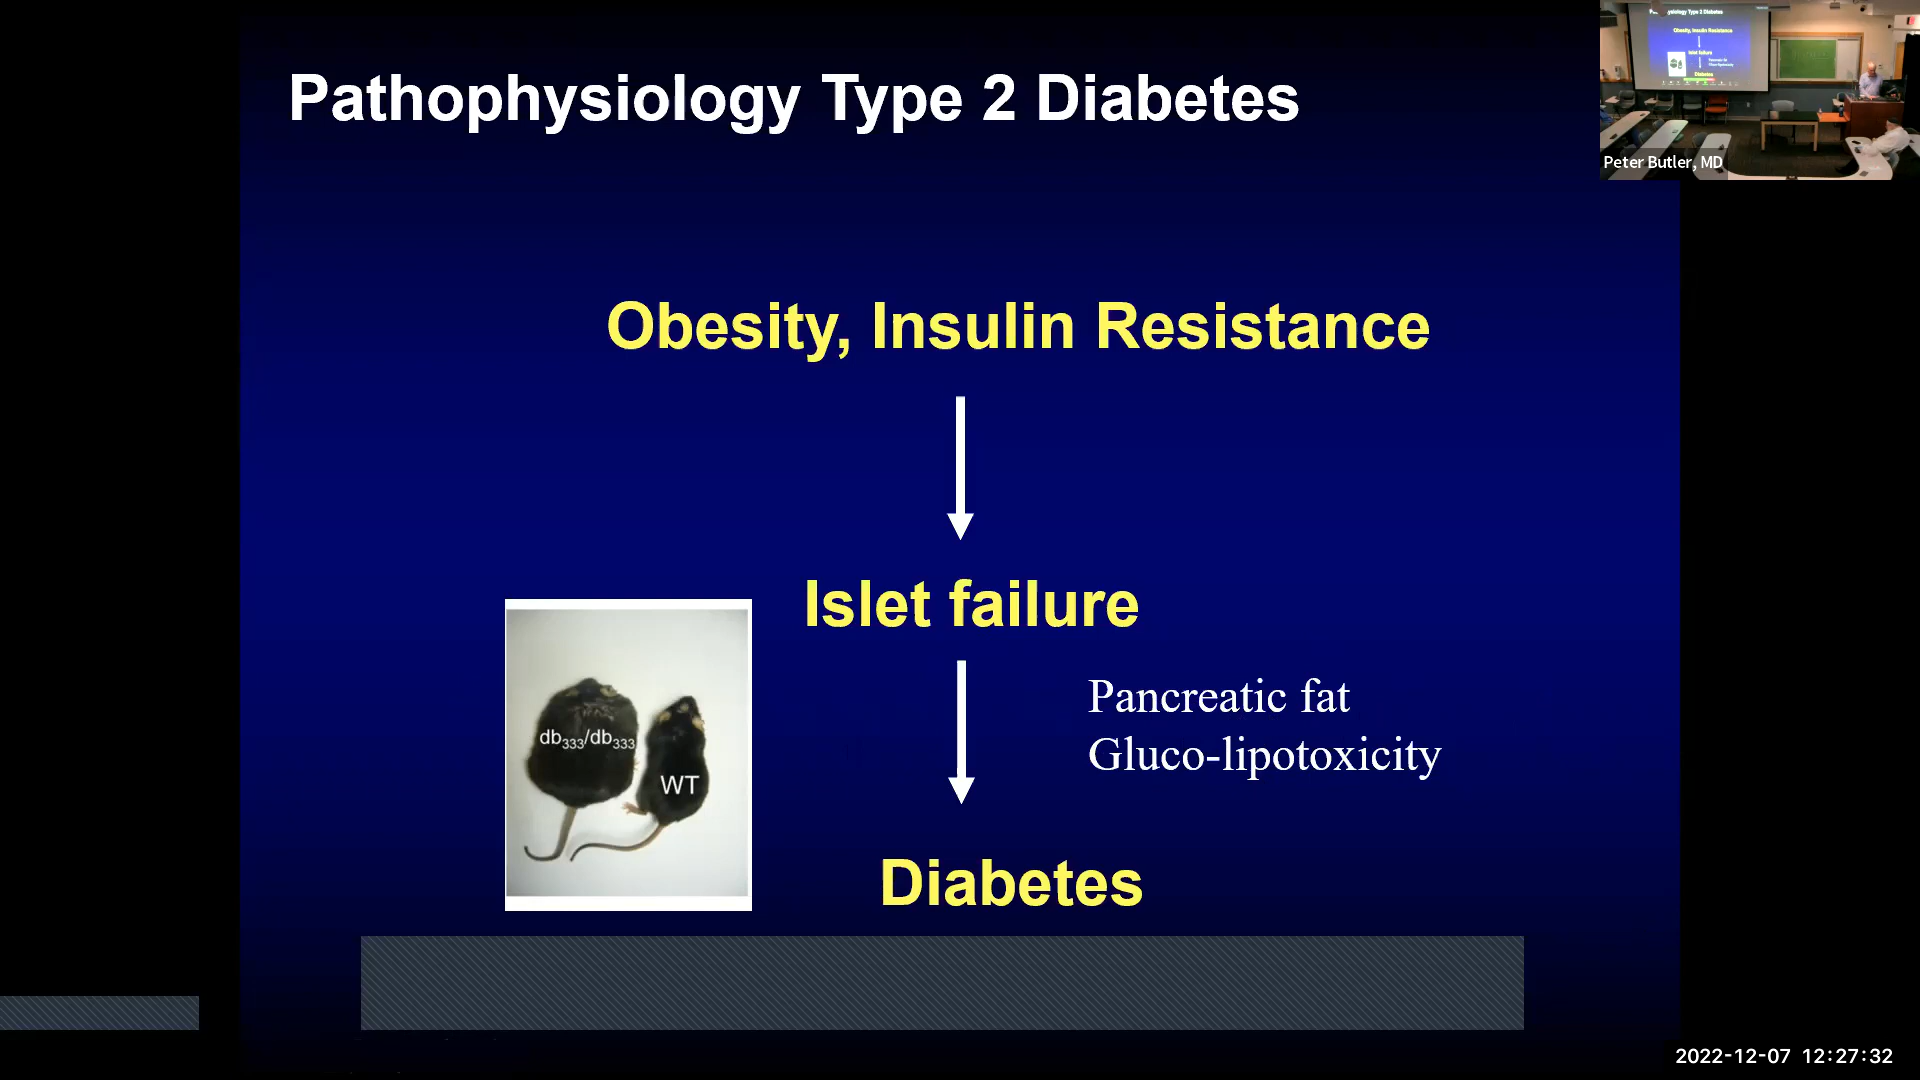 Pathophysiology Type 2 Diabetes
Obesity, Insulin Resistance
Islet failure
Pancreatic fat
Gluco-lipotoxicity
db333/db333
WT
Diabetes
Peter Butler, MD
2022-12-07 12:27:32